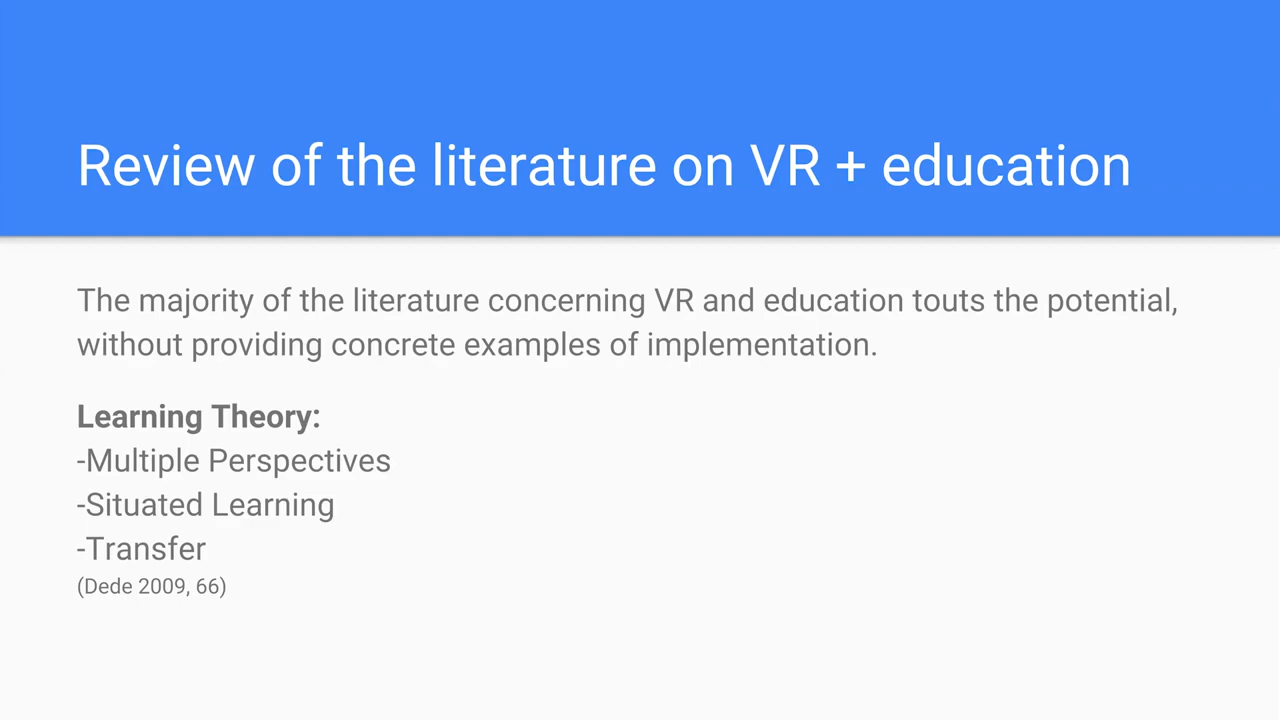 Review of the literature on VR + education
The majority of the literature concerning VR and education touts the potential,
without providing concrete examples of implementation.
Learning Theory:
-Multiple Perspectives
-Situated Learning
-Transfer
(Dede 2009, 66)